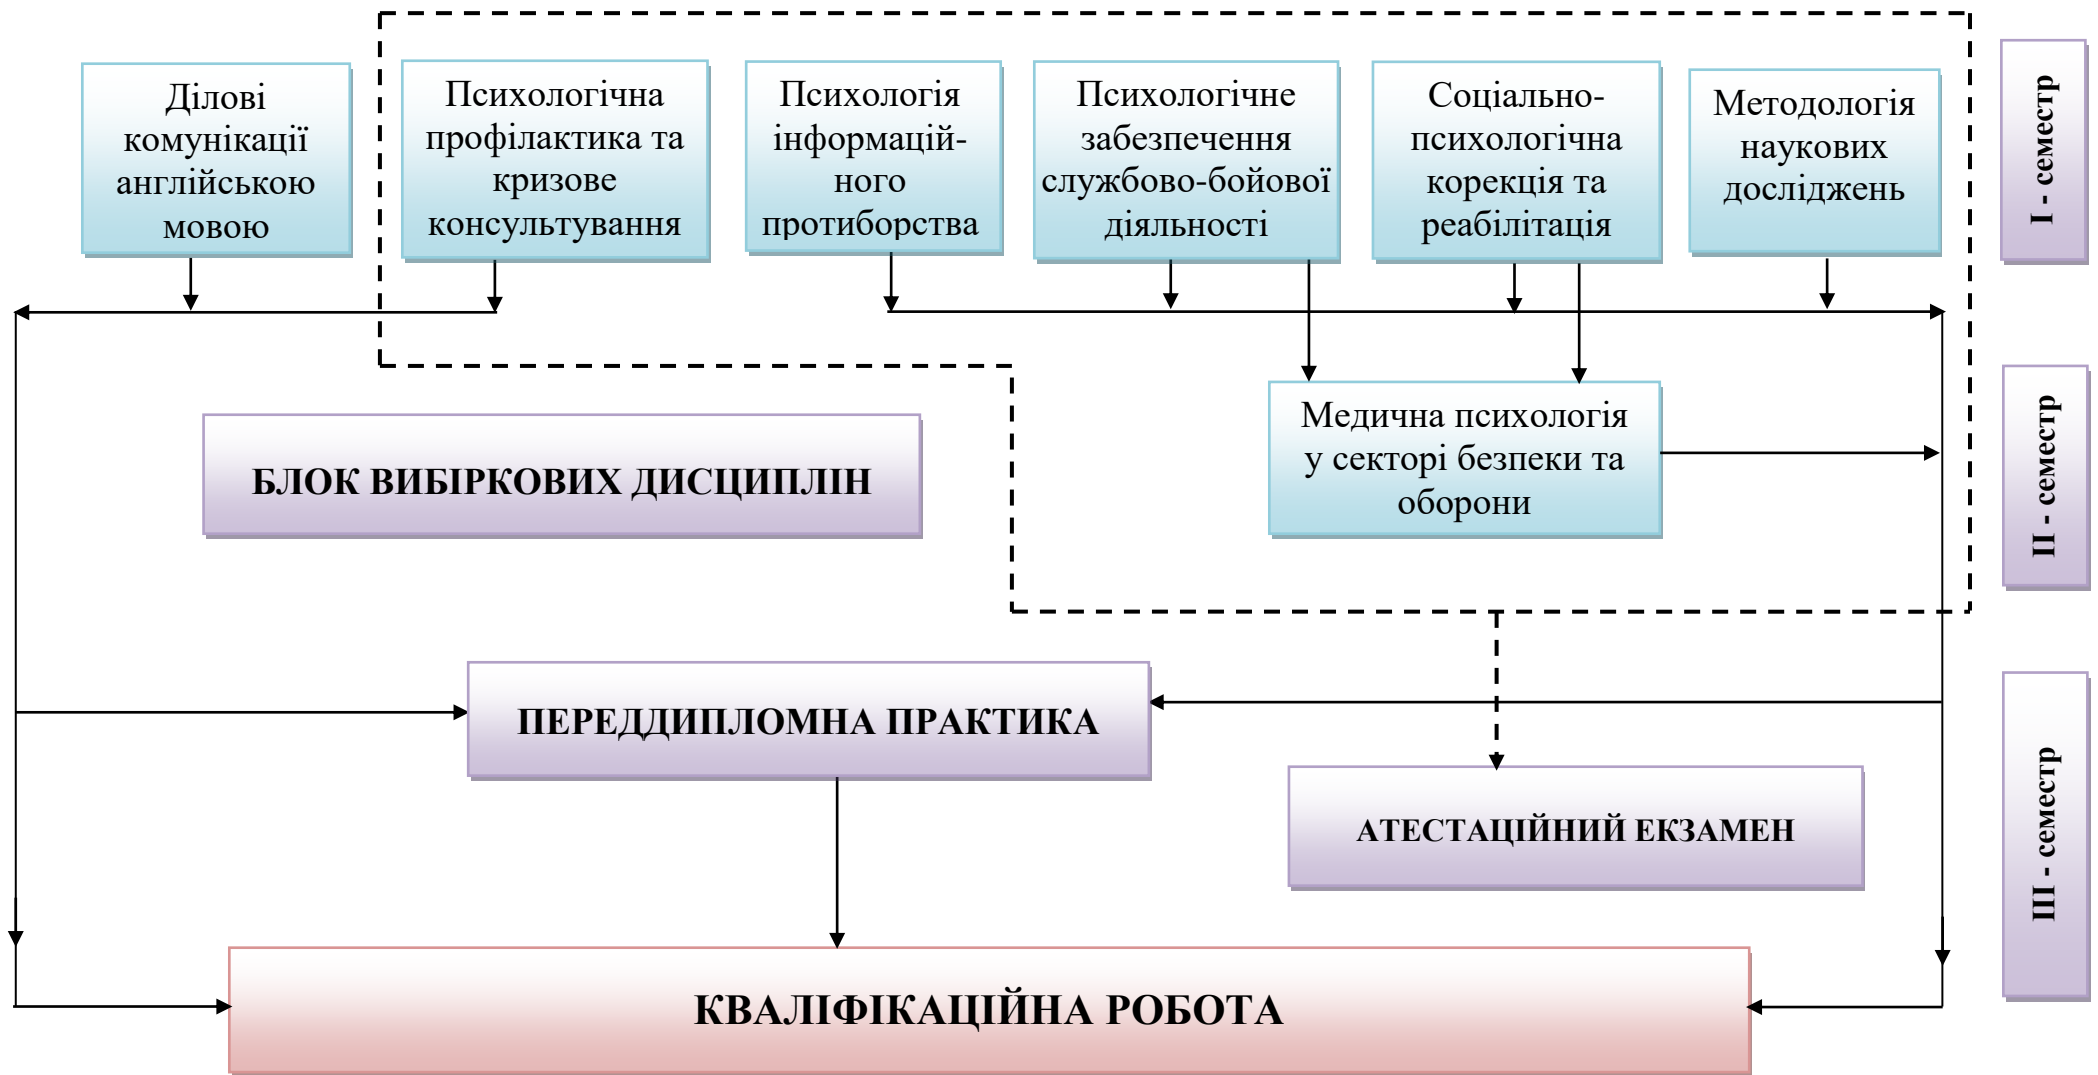 Ділові
комунікації
англійською
мовою
Психологічна
профілактика та
кризове
консультування
Психологія
інформацій-
ного
протиборства
Психологічне
забезпечення
службово-бойової
діяльності
Соціально-
психологічна
корекція та
реабілітація
Методологія
наукових
досліджень
І - семестр
БЛОК ВИБІРКОВИХ ДИСЦИПЛІН
Медична психологія
у секторі безпеки та
оборони
ІІ - семестр
ПЕРЕДДИПЛОМНА ПРАКТИКА
АТЕСТАЦІЙНИЙ ЕКЗАМЕН
ІІІ - семестр
КВАЛІФІКАЦІЙНА РОБОТА